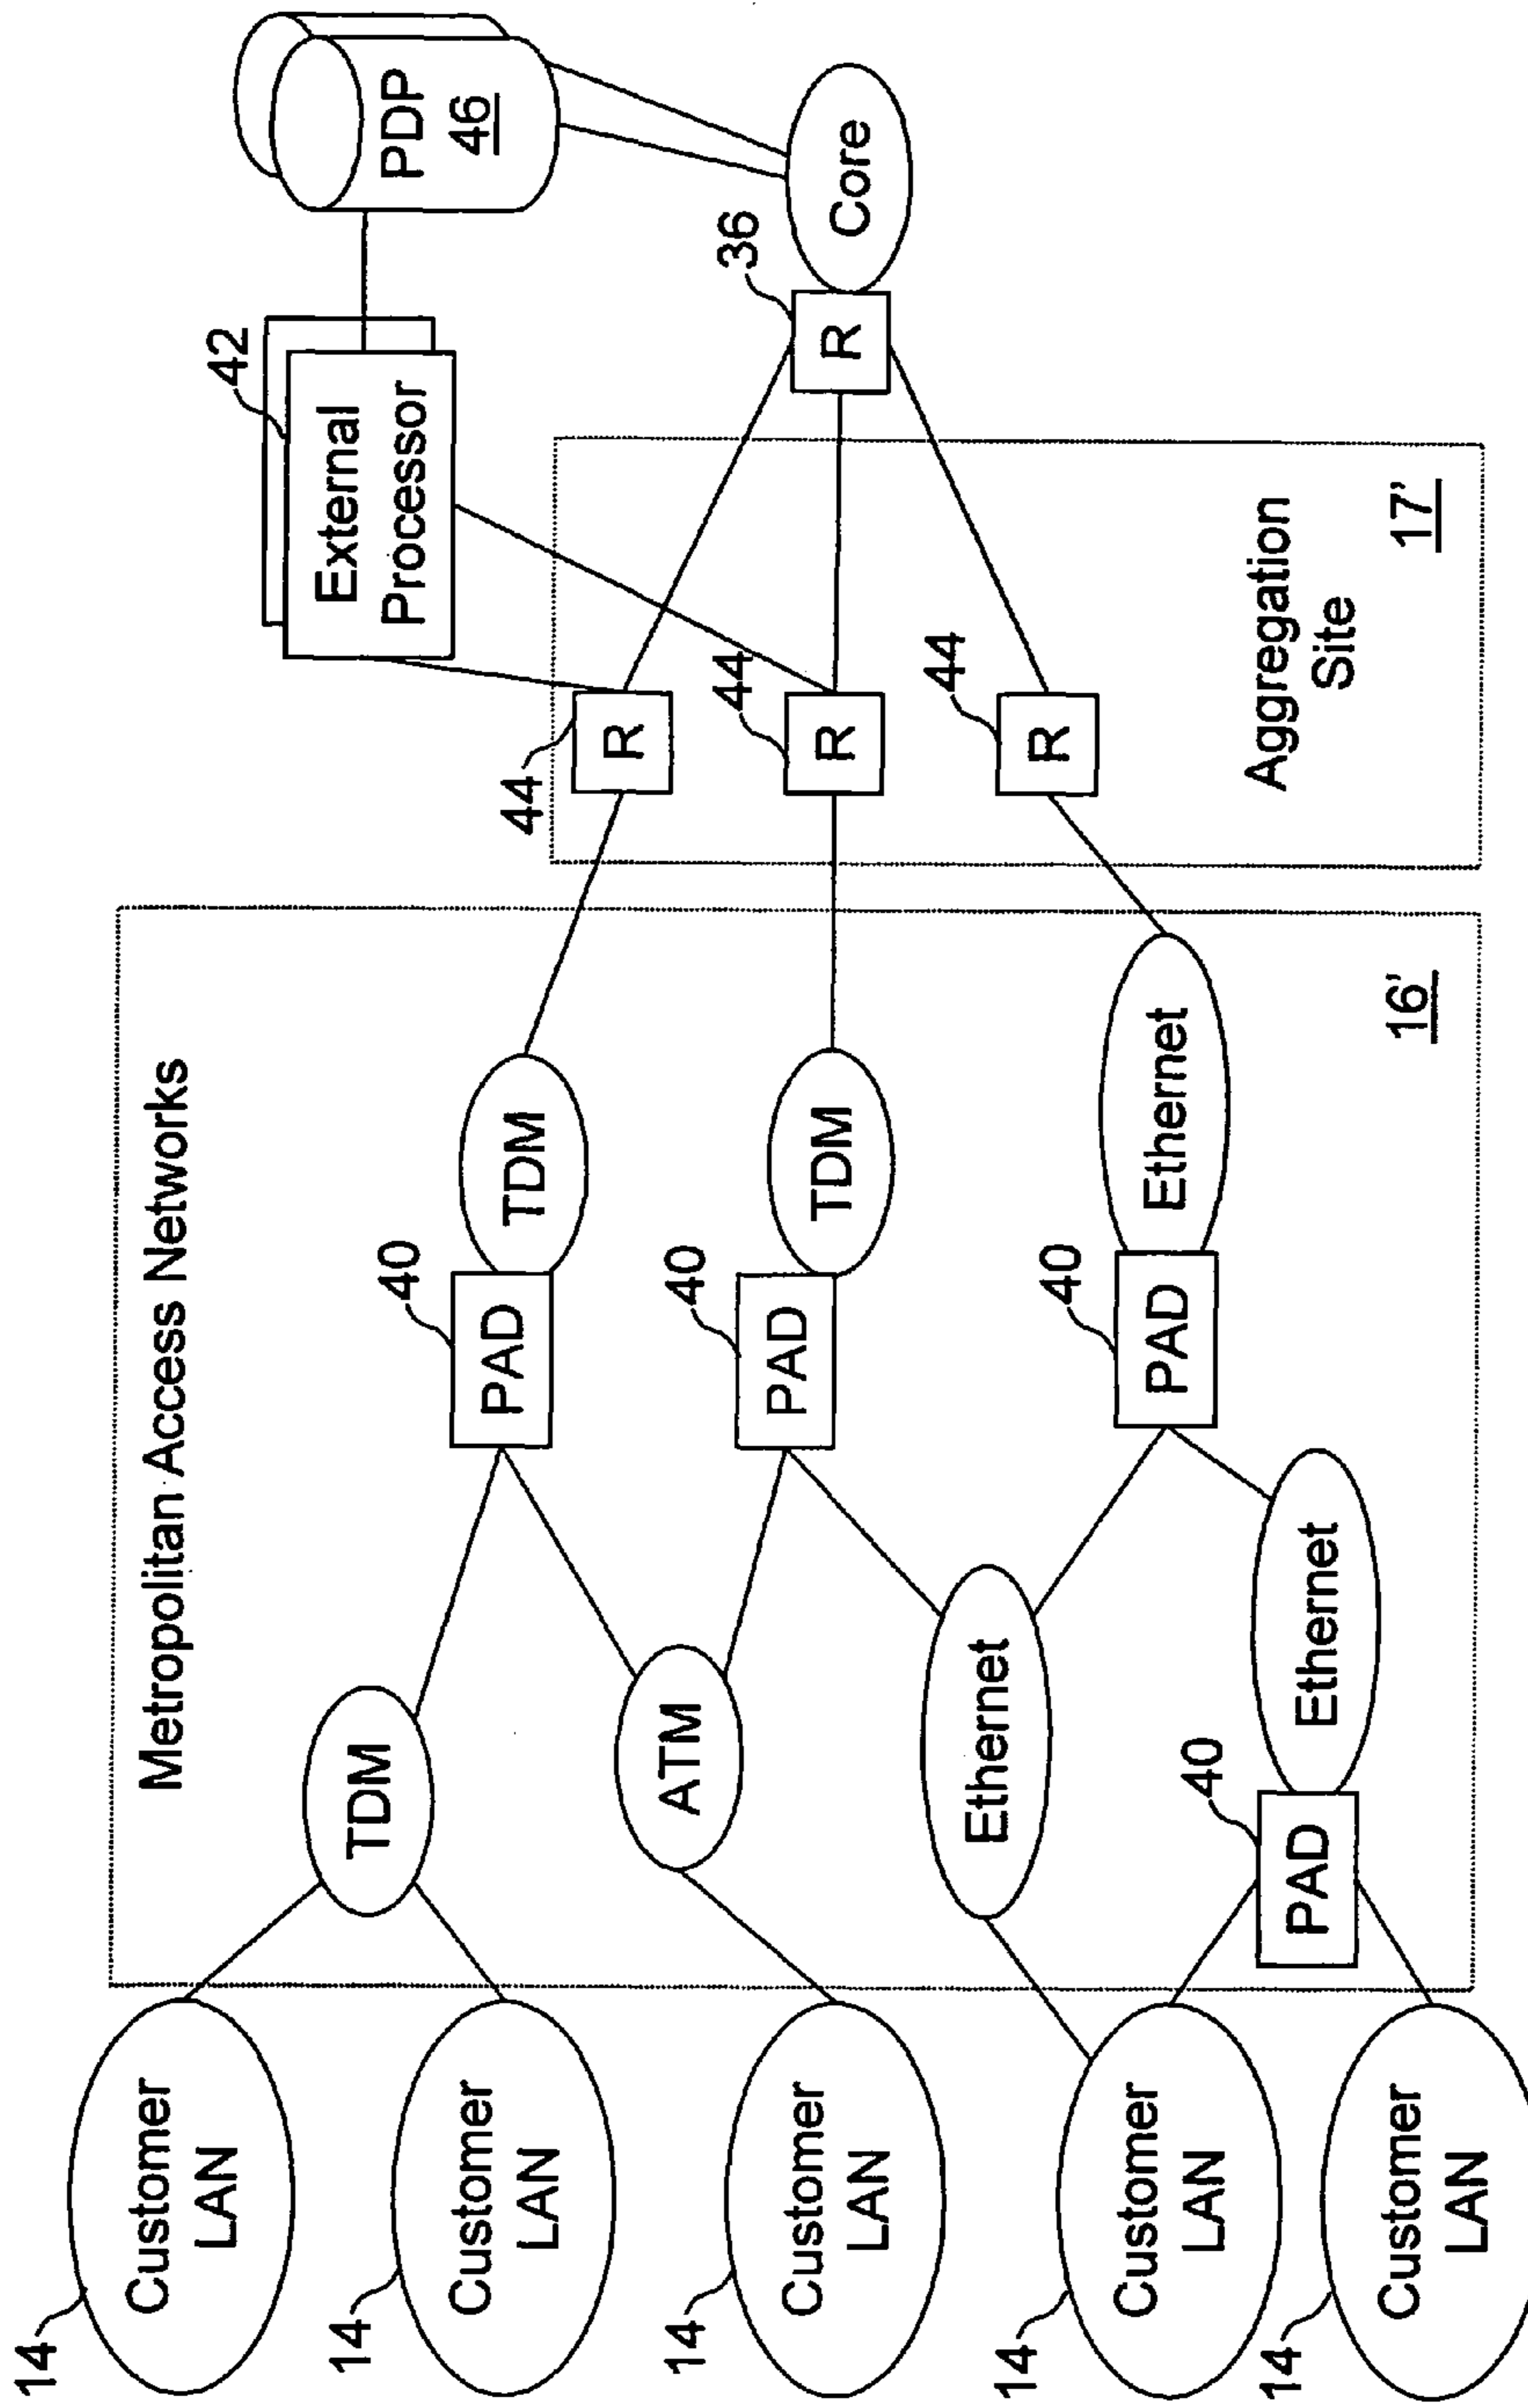 Metropolitan Access Networks
14
Customer
LAN
14
Customer
LAN
14
Customer
LAN
14
Customer
LAN
14
Customer
LAN
TDM
ATM
Ethernet
40
PAD
Ethernet
40
PAD
TDM
40
PAD
TDM
40
PAD
Ethernet
16'
44
R
44
R
44
R
Aggregation
Site
17'
42
External
Processor
36
R
Core
PDP
46